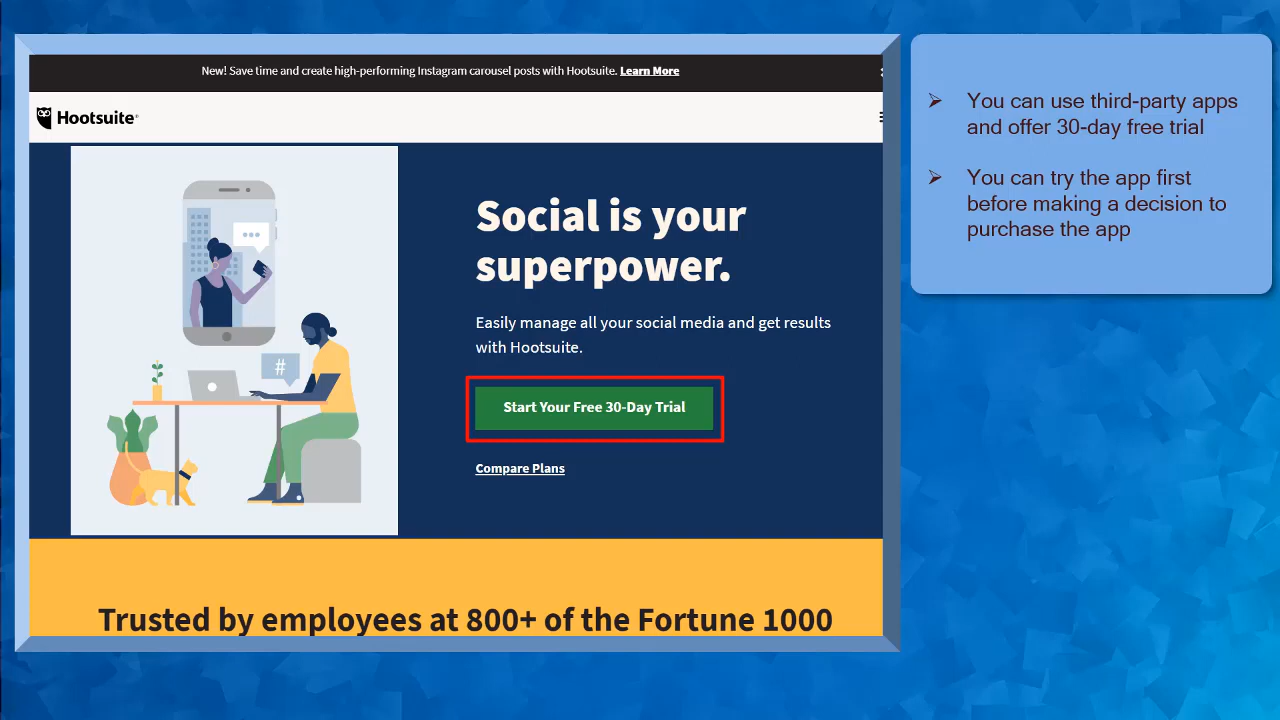 New! Save time and create high-performing Instagram carousel posts with Hootsuite. Learn More
Hootsuite®
Social is your
superpower.
Easily manage all your social media and get results
with Hootsuite.
#
Start Your Free 30-Day Trial
Compare Plans
Trusted by employees at 800+ of the Fortune 1000
➢ You can use third-party apps
and offer 30-day free trial
➢ You can try the app first
before making a decision to
purchase the app